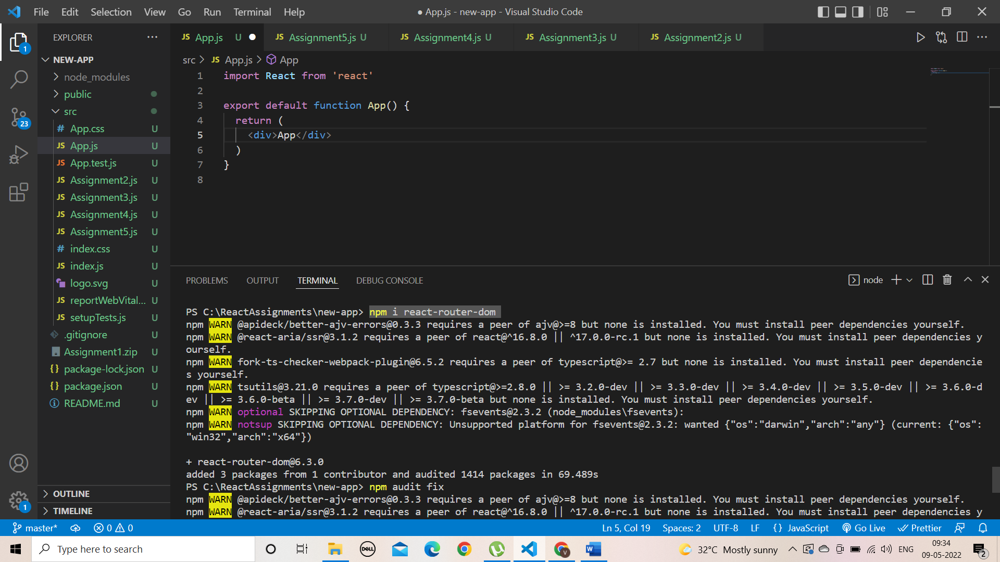 File Edit Selection View Go Run Terminal Help
● App.js - new-app - Visual Studio Code
EXPLORER
JS App.js U
JS Assignment5.js U
JS Assignment4.js U
JS Assignment3.js U
JS Assignment2.js U
NEW-APP
node_modules
public
src
# App.css U
JS App.js U
JS App.test.js U
JS Assignment2.js U
JS Assignment3.js U
JS Assignment4.js U
JS Assignment5.js U
# index.css U
JS index.js U
logo.svg U
JS reportWebVital... U
JS setupTests.js U
.gitignore U
Assignment1.zip U
{} package-lock.json U
{} package.json U
README.md U
OUTLINE
TIMELINE
1
23
1
src > JS App.js > App
1 import React from 'react'
2
3 export default function App() {
4 return (
5 <div>App</div>
6 )
7 }
8
PROBLEMS OUTPUT TERMINAL DEBUG CONSOLE
node
PS C:\ReactAssignments\new-app> npm i react-router-dom
npm WARN @apideck/better-ajv-errors@0.3.3 requires a peer of ajv@>=8 but none is installed. You must install peer dependencies yourself.
npm WARN @react-aria/ssr@3.1.2 requires a peer of react@^16.8.0 || ^17.0.0-rc.1 but none is installed. You must install peer dependencies y
ourself.
npm WARN fork-ts-checker-webpack-plugin@6.5.2 requires a peer of typescript@>= 2.7 but none is installed. You must install peer dependencie
s yourself.
npm WARN tsutils@3.21.0 requires a peer of typescript@>=2.8.0 || >= 3.2.0-dev || >= 3.3.0-dev || >= 3.4.0-dev || >= 3.5.0-dev || >= 3.6.0-d
ev || >= 3.6.0-beta || >= 3.7.0-dev || >= 3.7.0-beta but none is installed. You must install peer dependencies yourself.
npm WARN optional SKIPPING OPTIONAL DEPENDENCY: fsevents@2.3.2 (node_modules\fsevents):
npm WARN notsup SKIPPING OPTIONAL DEPENDENCY: Unsupported platform for fsevents@2.3.2: wanted {"os":"darwin","arch":"any"} (current: {"os":
"win32","arch":"x64"})
+ react-router-dom@6.3.0
added 3 packages from 1 contributor and audited 1414 packages in 69.489s
PS C:\ReactAssignments\new-app> npm audit fix
npm WARN @apideck/better-ajv-errors@0.3.3 requires a peer of ajv@>=8 but none is installed. You must install peer dependencies yourself.
npm WARN @react-aria/ssr@3.1.2 requires a peer of react@^16.8.0 || ^17.0.0-rc.1 but none is installed. You must install peer dependencies y
master* 0 0 Ln 5, Col 19 Spaces: 2 UTF-8 LF {} JavaScript Go Live Prettier
Type here to search
DELL
V
W
32°C Mostly sunny
ENG
09:34
09-05-2022
2